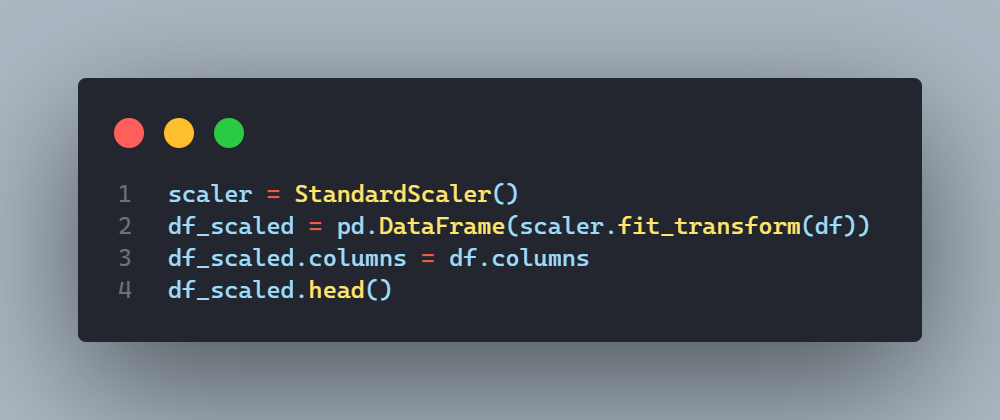 1 scaler = StandardScaler()
2 df_scaled = pd.DataFrame(scaler.fit_transform(df))
3 df_scaled.columns = df.columns
4 df_scaled.head()